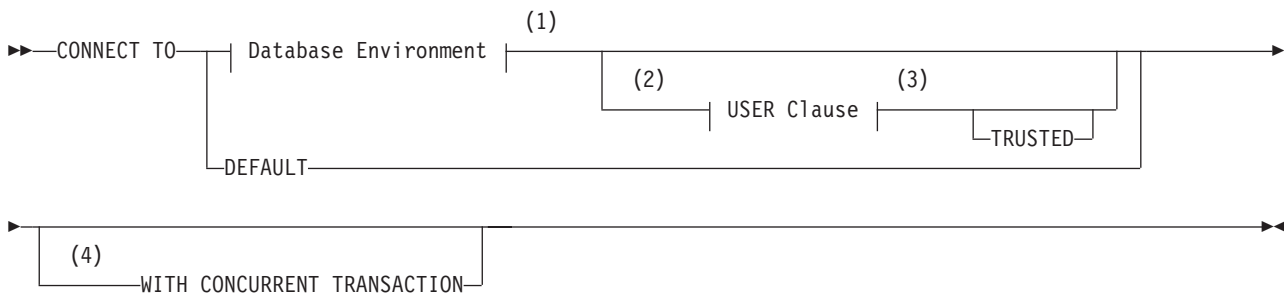 (1)
CONNECT TO Database Environment
(2) (3)
USER Clause
TRUSTED
DEFAULT
(4)
WITH CONCURRENT TRANSACTION